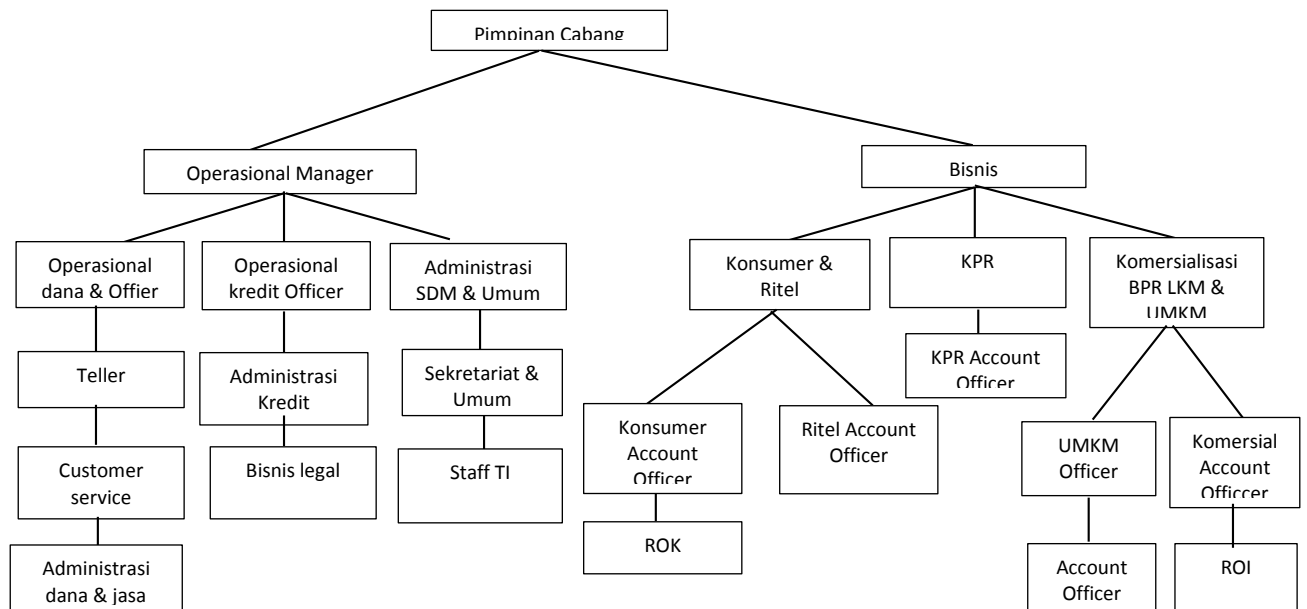 Pimpinan Cabang
Operasional Manager
Bisnis
Operasional
dana & Offier
Operasional
kredit Officer
Administrasi
SDM & Umum
Konsumer &
Ritel
KPR
Komersialisasi
BPR LKM &
UMKM
Teller
Administrasi
Kredit
Sekretariat &
Umum
KPR Account
Officer
Konsumer
Account
Officer
Ritel Account
Officer
UMKM
Officer
Komersial
Account
Officcer
Customer
service
Bisnis legal
Staff TI
ROK
Administrasi
dana & jasa
Account
Officer
ROI